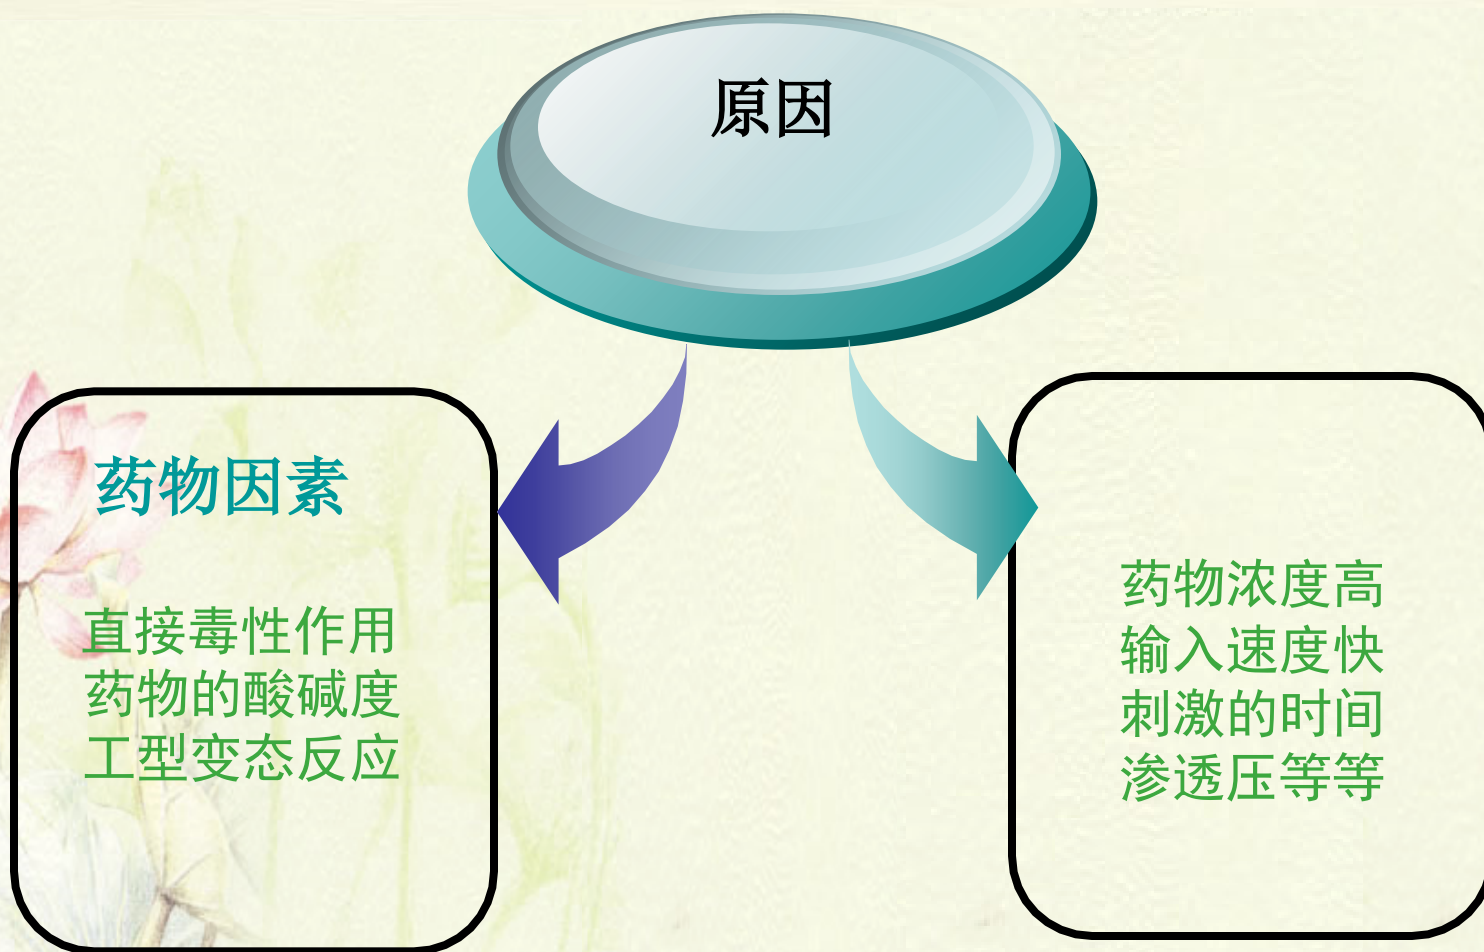 原因
药物因素
直接毒性作用
药物的酸碱度
工型变态反应
药物浓度高
输入速度快
刺激的时间
渗透压等等